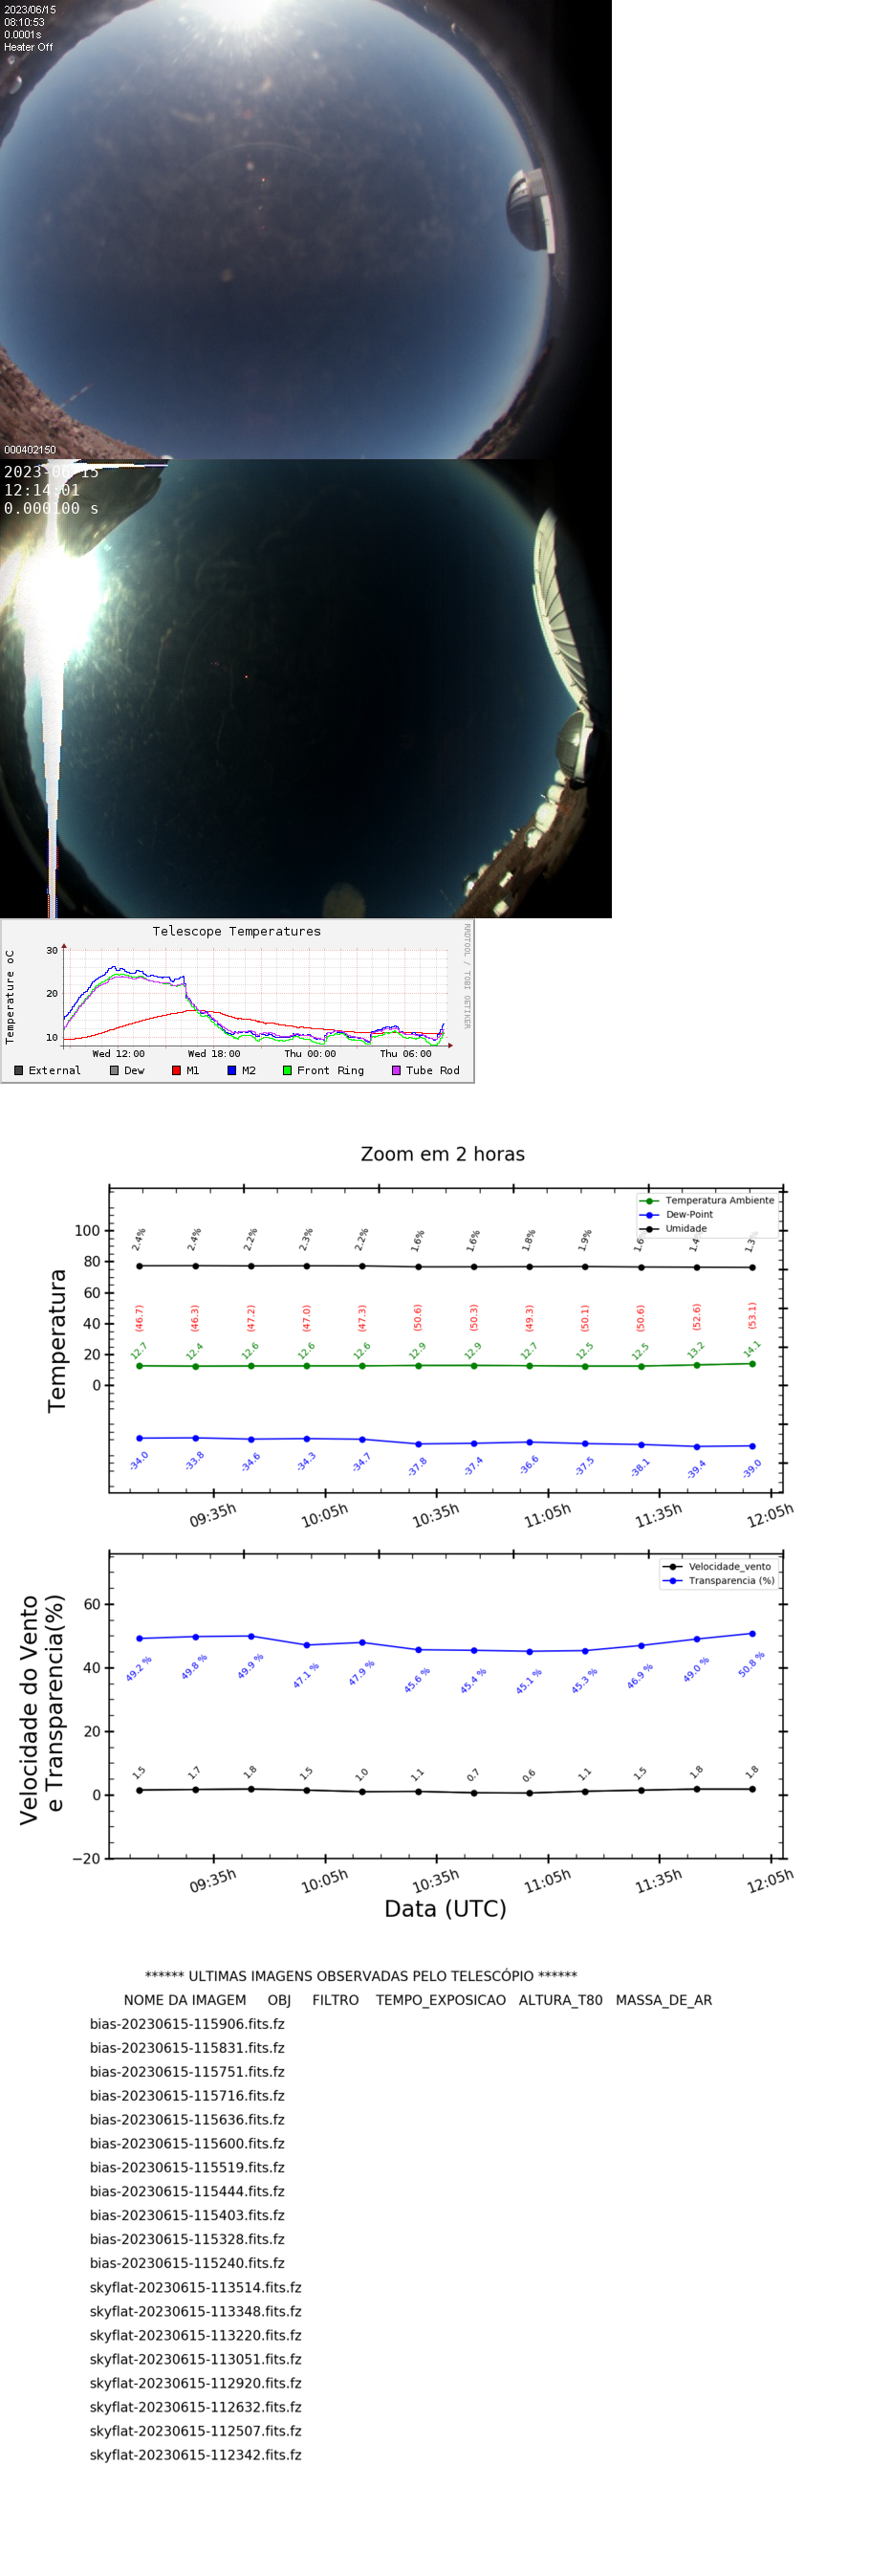 2023/06/15
08:10:53
0.0001s
Heater Off
000402150
2023-06-15
12:14:01
0.000100 s
Telescope Temperatures
RRDTOOL / TOBI OETIKER
Temperature oC
30
20
10
Wed 12:00 Wed 18:00 Thu 00:00 Thu 06:00
External Dew M1 M2 Front Ring Tube Rod
Zoom em 2 horas
Temperatura Ambiente
Dew-Point
Umidade
Temperatura
100
80
60
40
20
0
2.4% 2.4% 2.2% 2.3% 2.2% 1.6% 1.6% 1.8% 1.9% 1.6 1.4 1.3
(46.7) (46.3) (47.2) (47.0) (47.3) (50.6) (50.3) (49.3) (50.1) (50.6) (52.6) (53.1)
12.7 12.4 12.6 12.6 12.6 12.9 12.9 12.7 12.5 12.5 13.2 14.1
-34.0 -33.8 -34.6 -34.3 -34.7 -37.8 -37.4 -36.6 -37.5 -38.1 -39.4 -39.0
09:35h 10:05h 10:35h 11:05h 11:35h 12:05h
Velocidade_vento
Transparencia (%)
Velocidade do Vento
e Transparencia(%)
60
40
20
0
−20
49.2 % 49.8 % 49.9 % 47.1 % 47.9 % 45.6 % 45.4 % 45.1 % 45.3 % 46.9 % 49.0 % 50.8 %
1.5 1.7 1.8 1.5 1.0 1.1 0.7 0.6 1.1 1.5 1.8 1.8
09:35h 10:05h 10:35h 11:05h 11:35h 12:05h
Data (UTC)
****** ULTIMAS IMAGENS OBSERVADAS PELO TELESCÓPIO ******
NOME DA IMAGEM OBJ FILTRO TEMPO_EXPOSICAO ALTURA_T80 MASSA_DE_AR
bias-20230615-115906.fits.fz
bias-20230615-115831.fits.fz
bias-20230615-115751.fits.fz
bias-20230615-115716.fits.fz
bias-20230615-115636.fits.fz
bias-20230615-115600.fits.fz
bias-20230615-115519.fits.fz
bias-20230615-115444.fits.fz
bias-20230615-115403.fits.fz
bias-20230615-115328.fits.fz
bias-20230615-115240.fits.fz
skyflat-20230615-113514.fits.fz
skyflat-20230615-113348.fits.fz
skyflat-20230615-113220.fits.fz
skyflat-20230615-113051.fits.fz
skyflat-20230615-112920.fits.fz
skyflat-20230615-112632.fits.fz
skyflat-20230615-112507.fits.fz
skyflat-20230615-112342.fits.fz